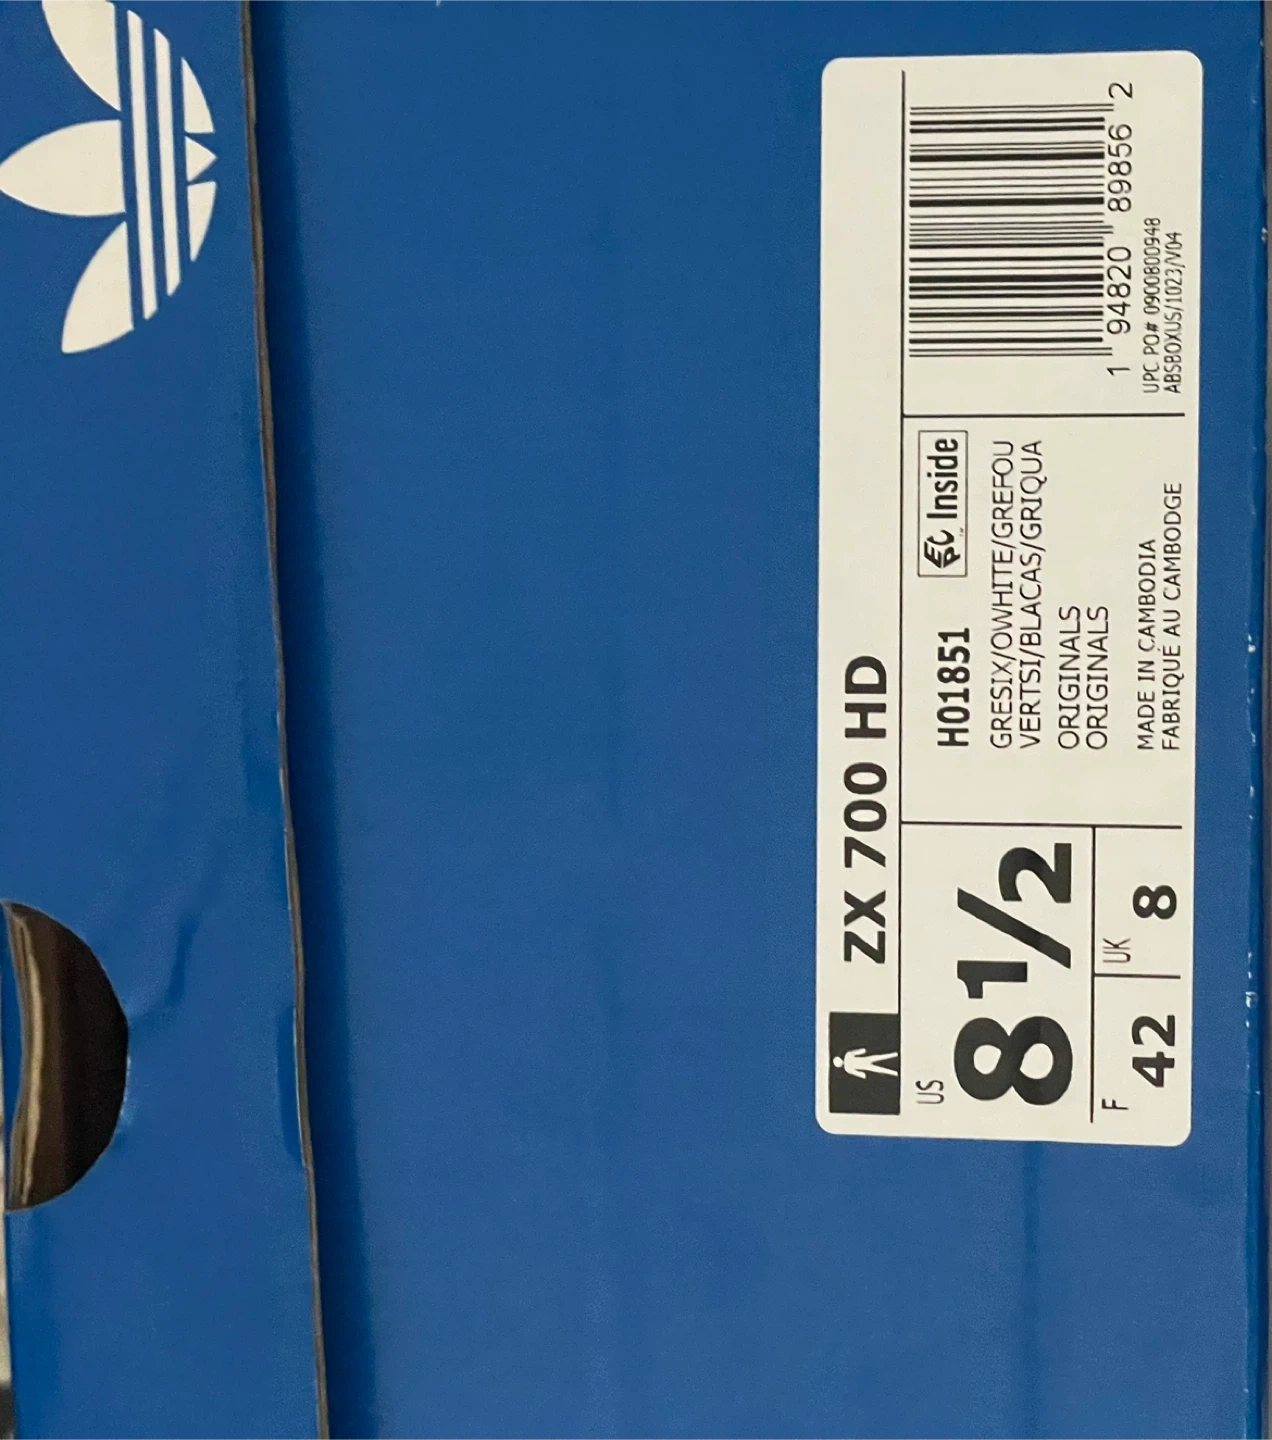 ZX 700 HD
US
8 1/2
F
42
UK
8
H01851
EPC Inside
GRESIX/OWHITE/GREFOU
VERTSI/BLACAS/GRIQUA
ORIGINALS
ORIGINALS
MADE IN CAMBODIA
FABRIQUÉ AU CAMBODGE
1 94820 89856 2
UPC PO# 0900800948
ABSBOXUS/1023/V04